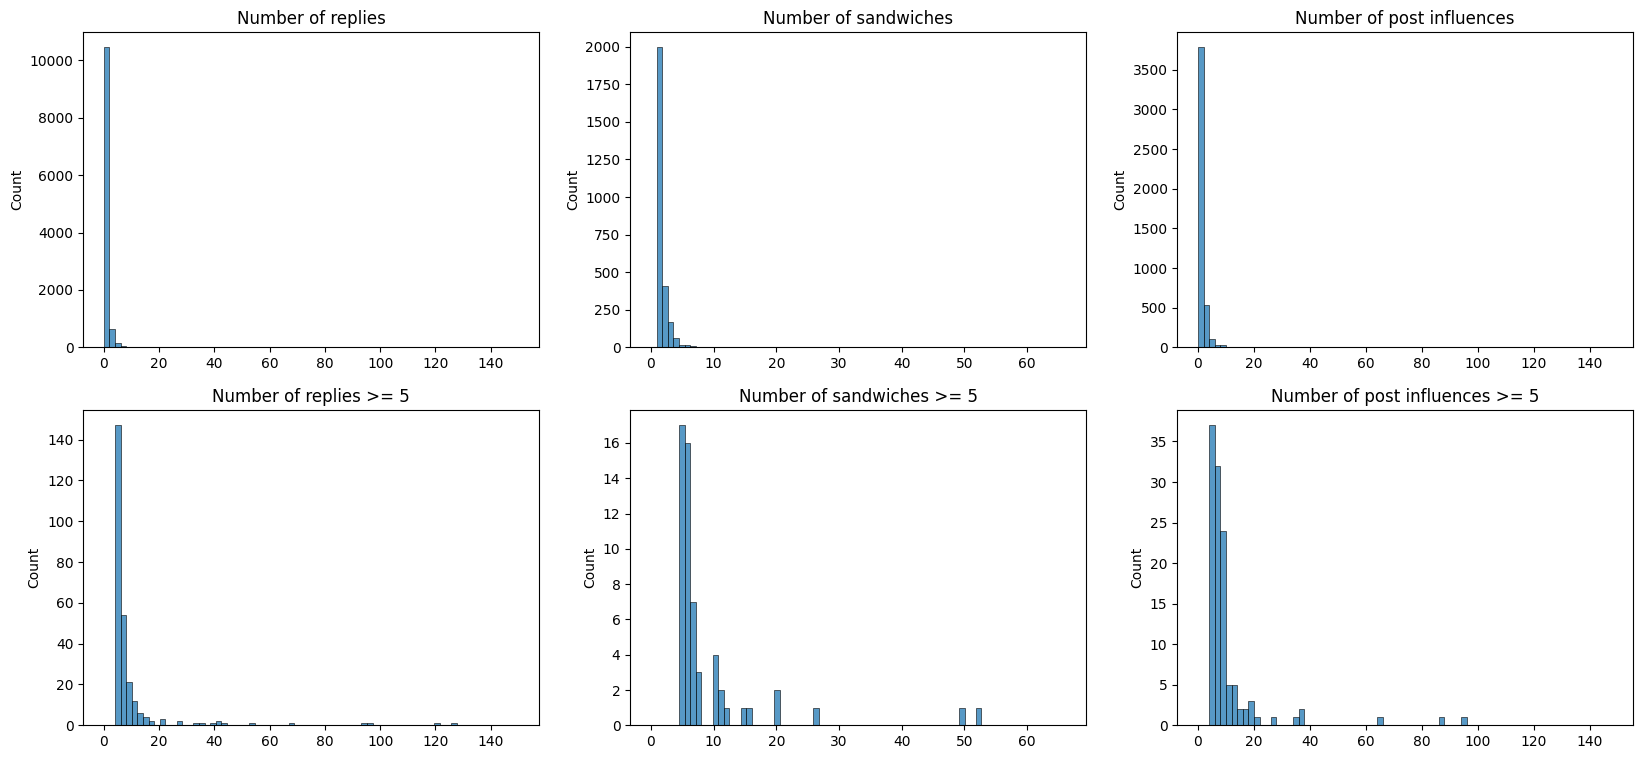 Number of replies
10000
8000
6000
4000
2000
0
Count
0 20 40 60 80 100 120 140
Number of sandwiches
2000
1750
1500
1250
1000
750
500
250
0
Count
0 10 20 30 40 50 60
Number of post influences
3500
3000
2500
2000
1500
1000
500
0
Count
0 20 40 60 80 100 120 140
Number of replies >= 5
140
120
100
80
60
40
20
0
Count
0 20 40 60 80 100 120 140
Number of sandwiches >= 5
16
14
12
10
8
6
4
2
0
Count
0 10 20 30 40 50 60
Number of post influences >= 5
35
30
25
20
15
10
5
0
Count
0 20 40 60 80 100 120 140